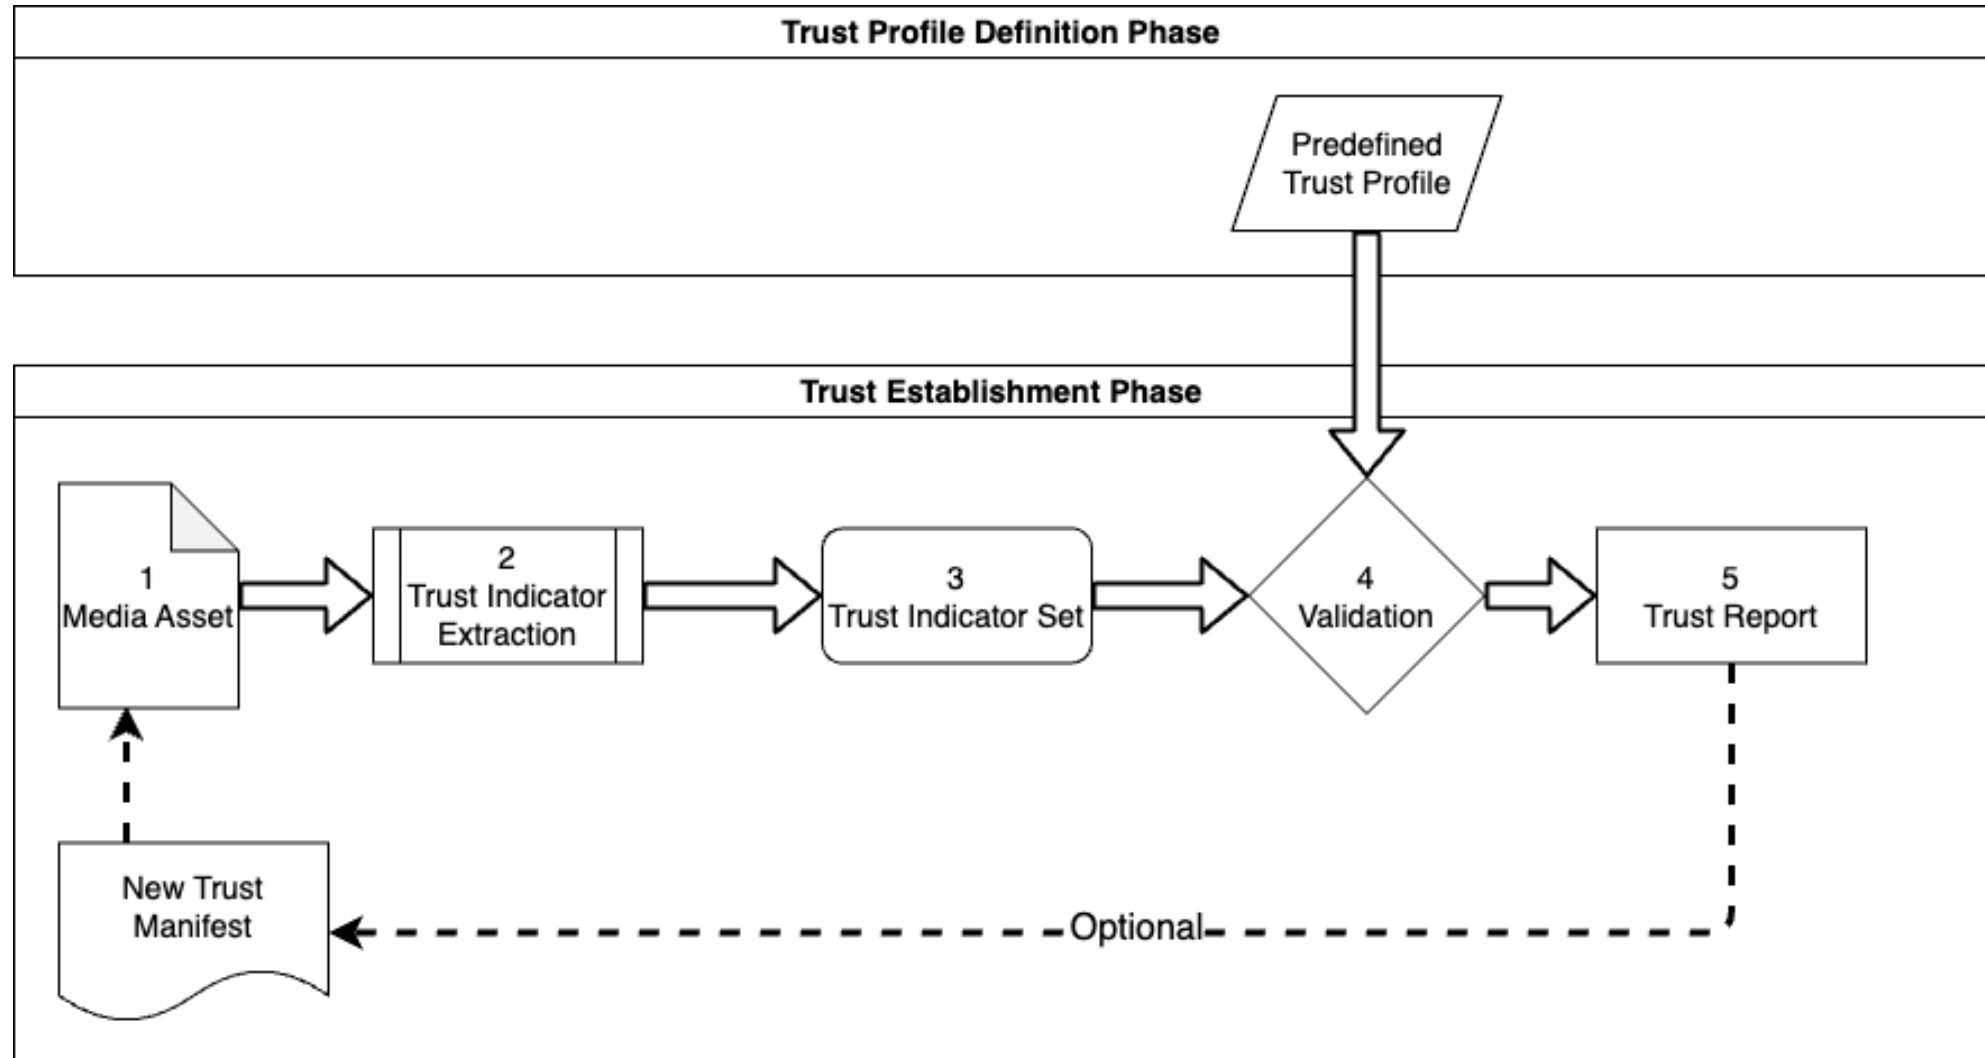 Trust Profile Definition Phase
Predefined
Trust Profile
Trust Establishment Phase
1
Media Asset
2
Trust Indicator
Extraction
3
Trust Indicator Set
4
Validation
5
Trust Report
New Trust
Manifest
Optional